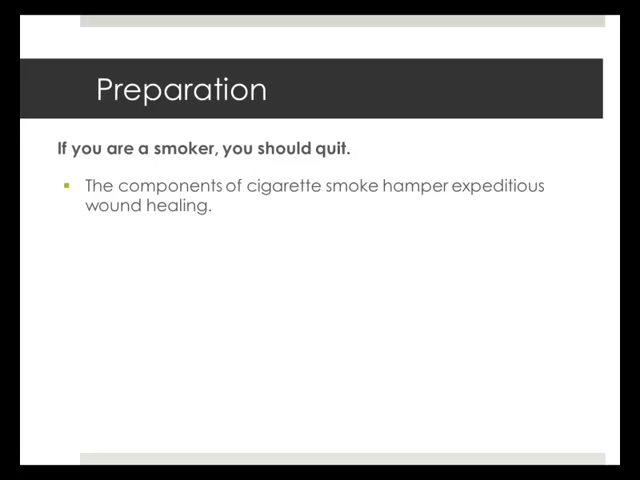 Preparation
If you are a smoker, you should quit.
The components of cigarette smoke hamper expeditious
wound healing.